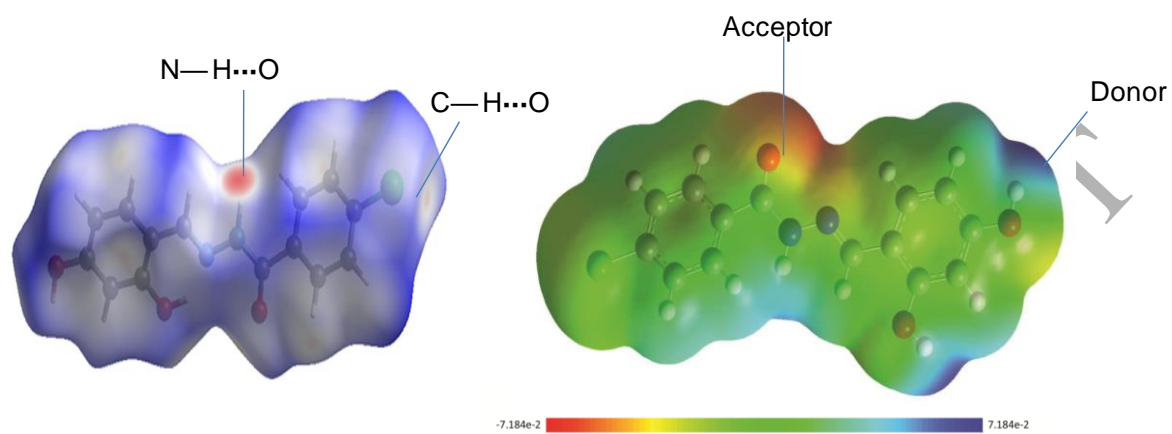 Acceptor
N—H···O
C—H···O
Donor
T
-7.184e-2
7.184e-2